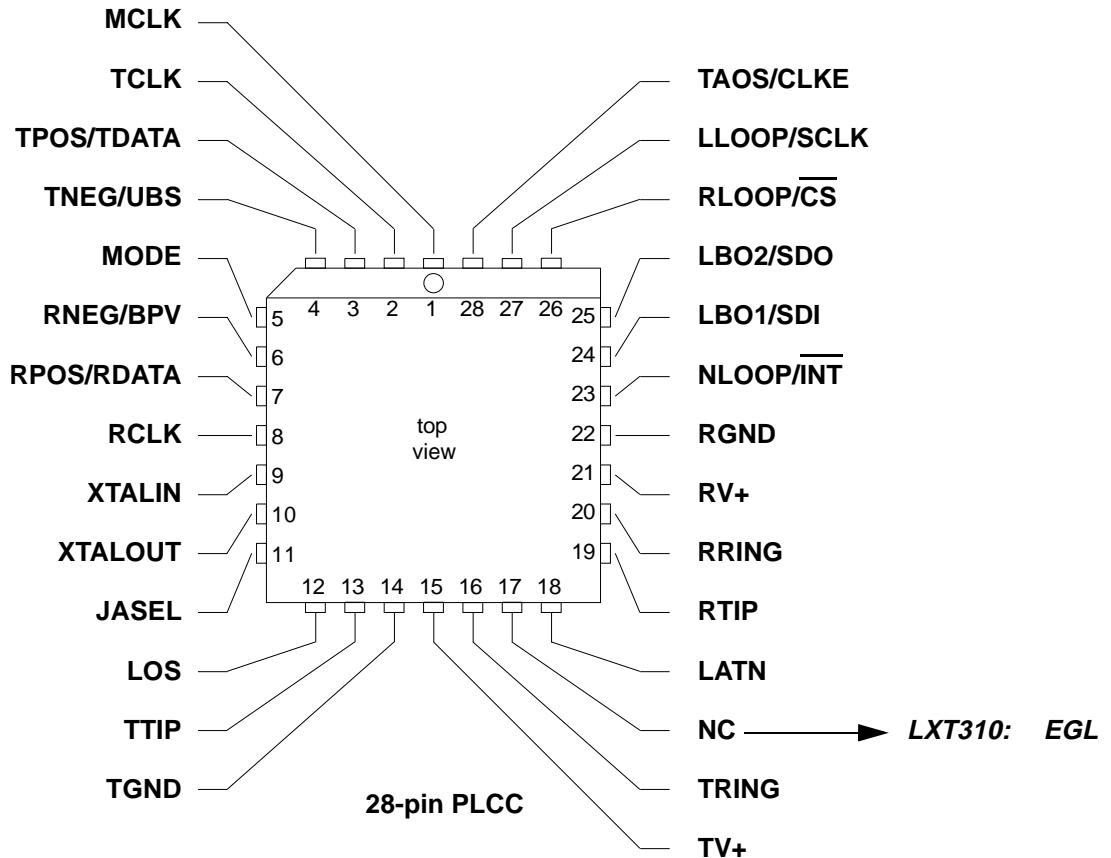 MCLK
TCLK
TPOS/TDATA
TNEG/UBS
MODE
RNEG/BPV
RPOS/RDATA
RCLK
XTALIN
XTALOUT
JASEL
LOS
TTIP
TGND
4 3 2 1 28 27 26
5
6
7
8
9
10
11
25
24
23
22
21
20
19
12 13 14 15 16 17 18
top
view
28-pin PLCC
TAOS/CLKE
LLOOP/SCLK
RLOOP/C̅S̅
LBO2/SDO
LBO1/SDI
NLOOP/I̅N̅T̅
RGND
RV+
RRING
RTIP
LATN
NC LXT310: EGL
TRING
TV+